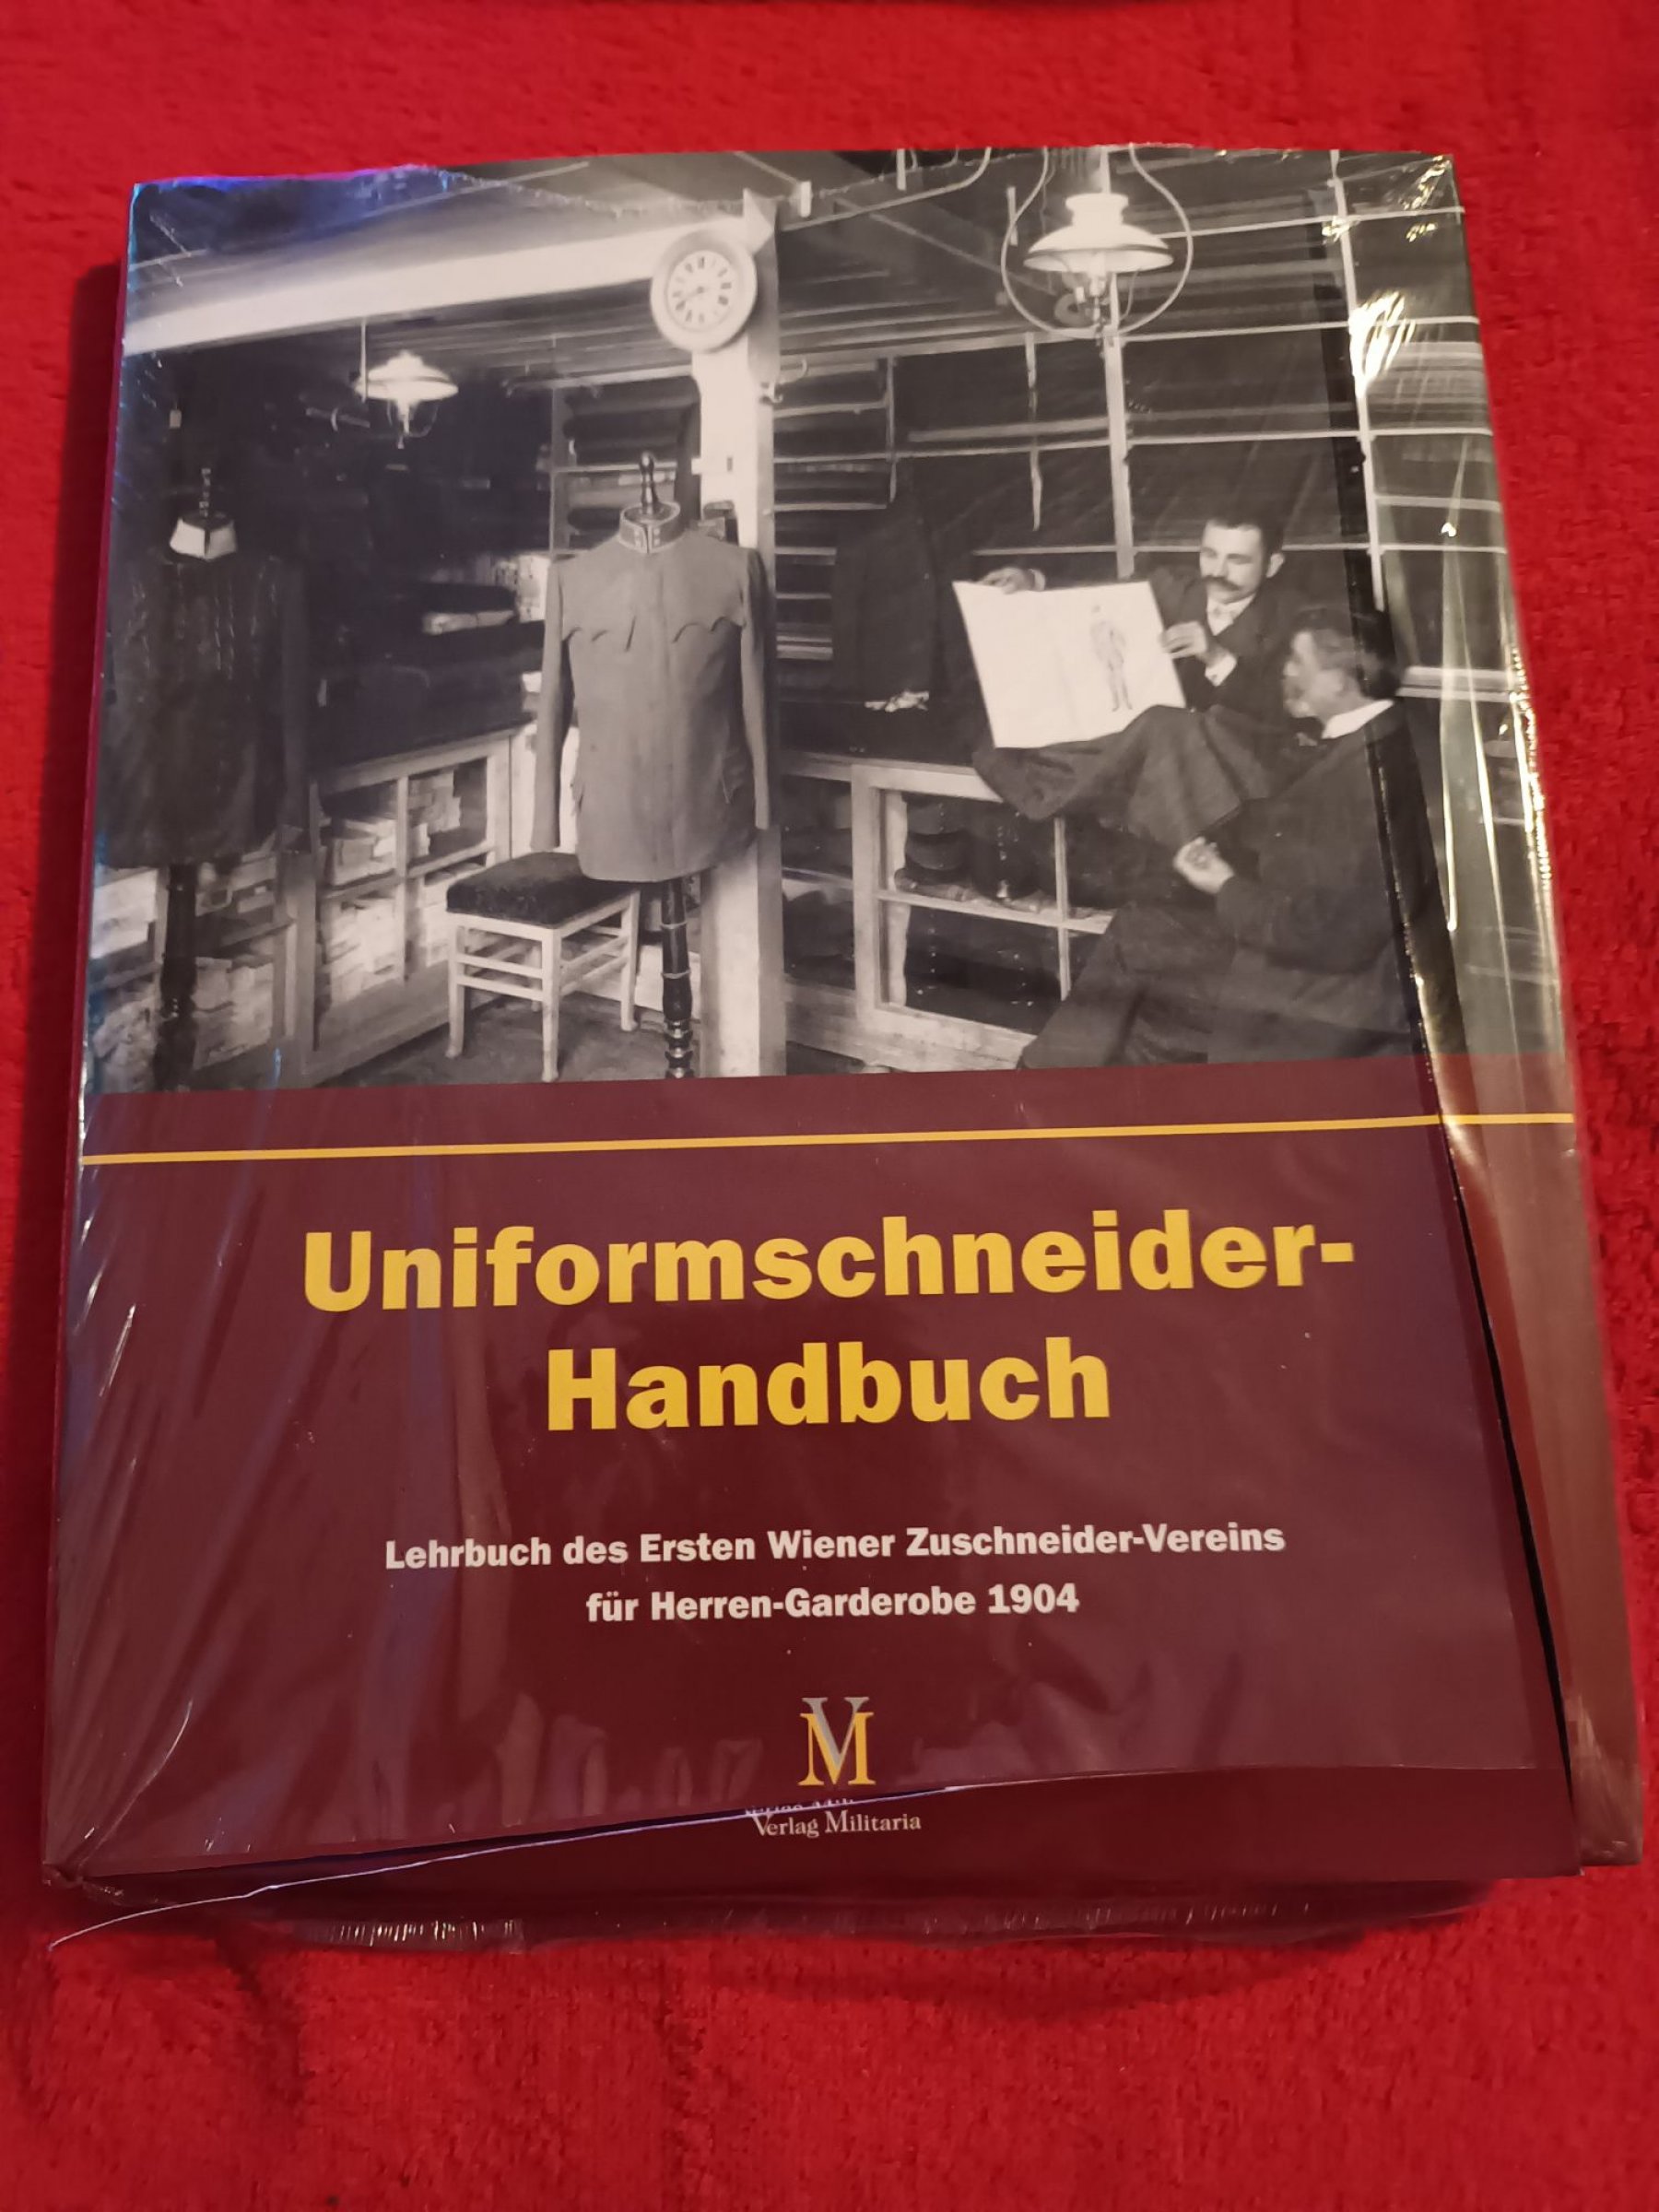 Uniformschneider-
Handbuch
Lehrbuch des Ersten Wiener Zuschneider-Vereins
für Herren-Garderobe 1904
VM
Verlag Militaria